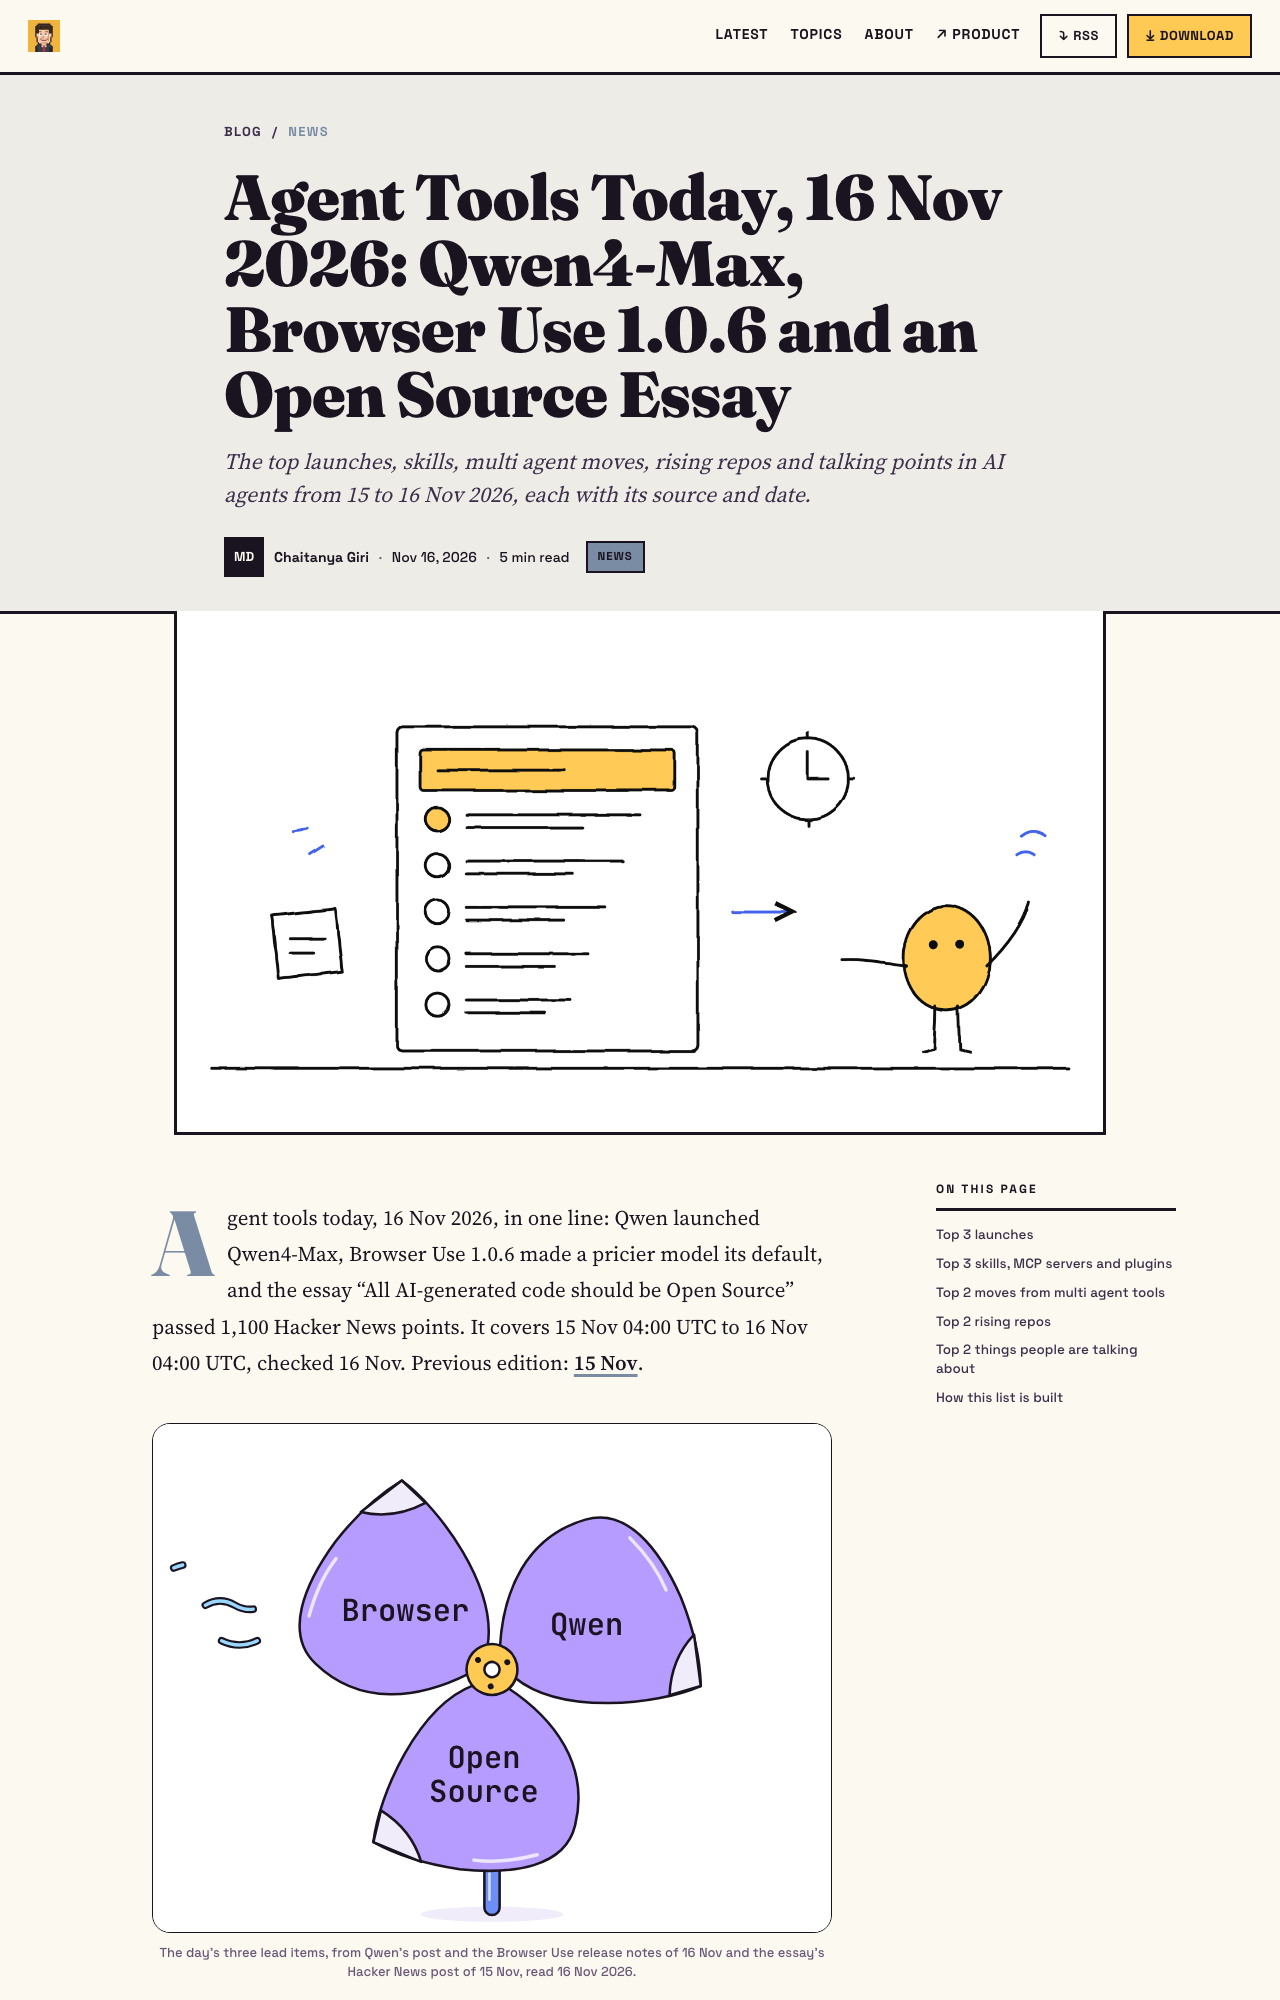 LATEST TOPICS ABOUT ↗ PRODUCT ⤵ RSS ⤓ DOWNLOAD
BLOG / NEWS
Agent Tools Today, 16 Nov
2026: Qwen4-Max,
Browser Use 1.0.6 and an
Open Source Essay
The top launches, skills, multi agent moves, rising repos and talking points in AI
agents from 15 to 16 Nov 2026, each with its source and date.
MD Chaitanya Giri · Nov 16, 2026 · 5 min read NEWS
Agent tools today, 16 Nov 2026, in one line: Qwen launched
Qwen4-Max, Browser Use 1.0.6 made a pricier model its default,
and the essay “All AI-generated code should be Open Source”
passed 1,100 Hacker News points. It covers 15 Nov 04:00 UTC to 16 Nov
04:00 UTC, checked 16 Nov. Previous edition: 15 Nov.
ON THIS PAGE
Top 3 launches
Top 3 skills, MCP servers and plugins
Top 2 moves from multi agent tools
Top 2 rising repos
Top 2 things people are talking
about
How this list is built
Browser
Qwen
Open
Source
The day's three lead items, from Qwen's post and the Browser Use release notes of 16 Nov and the essay's
Hacker News post of 15 Nov, read 16 Nov 2026.